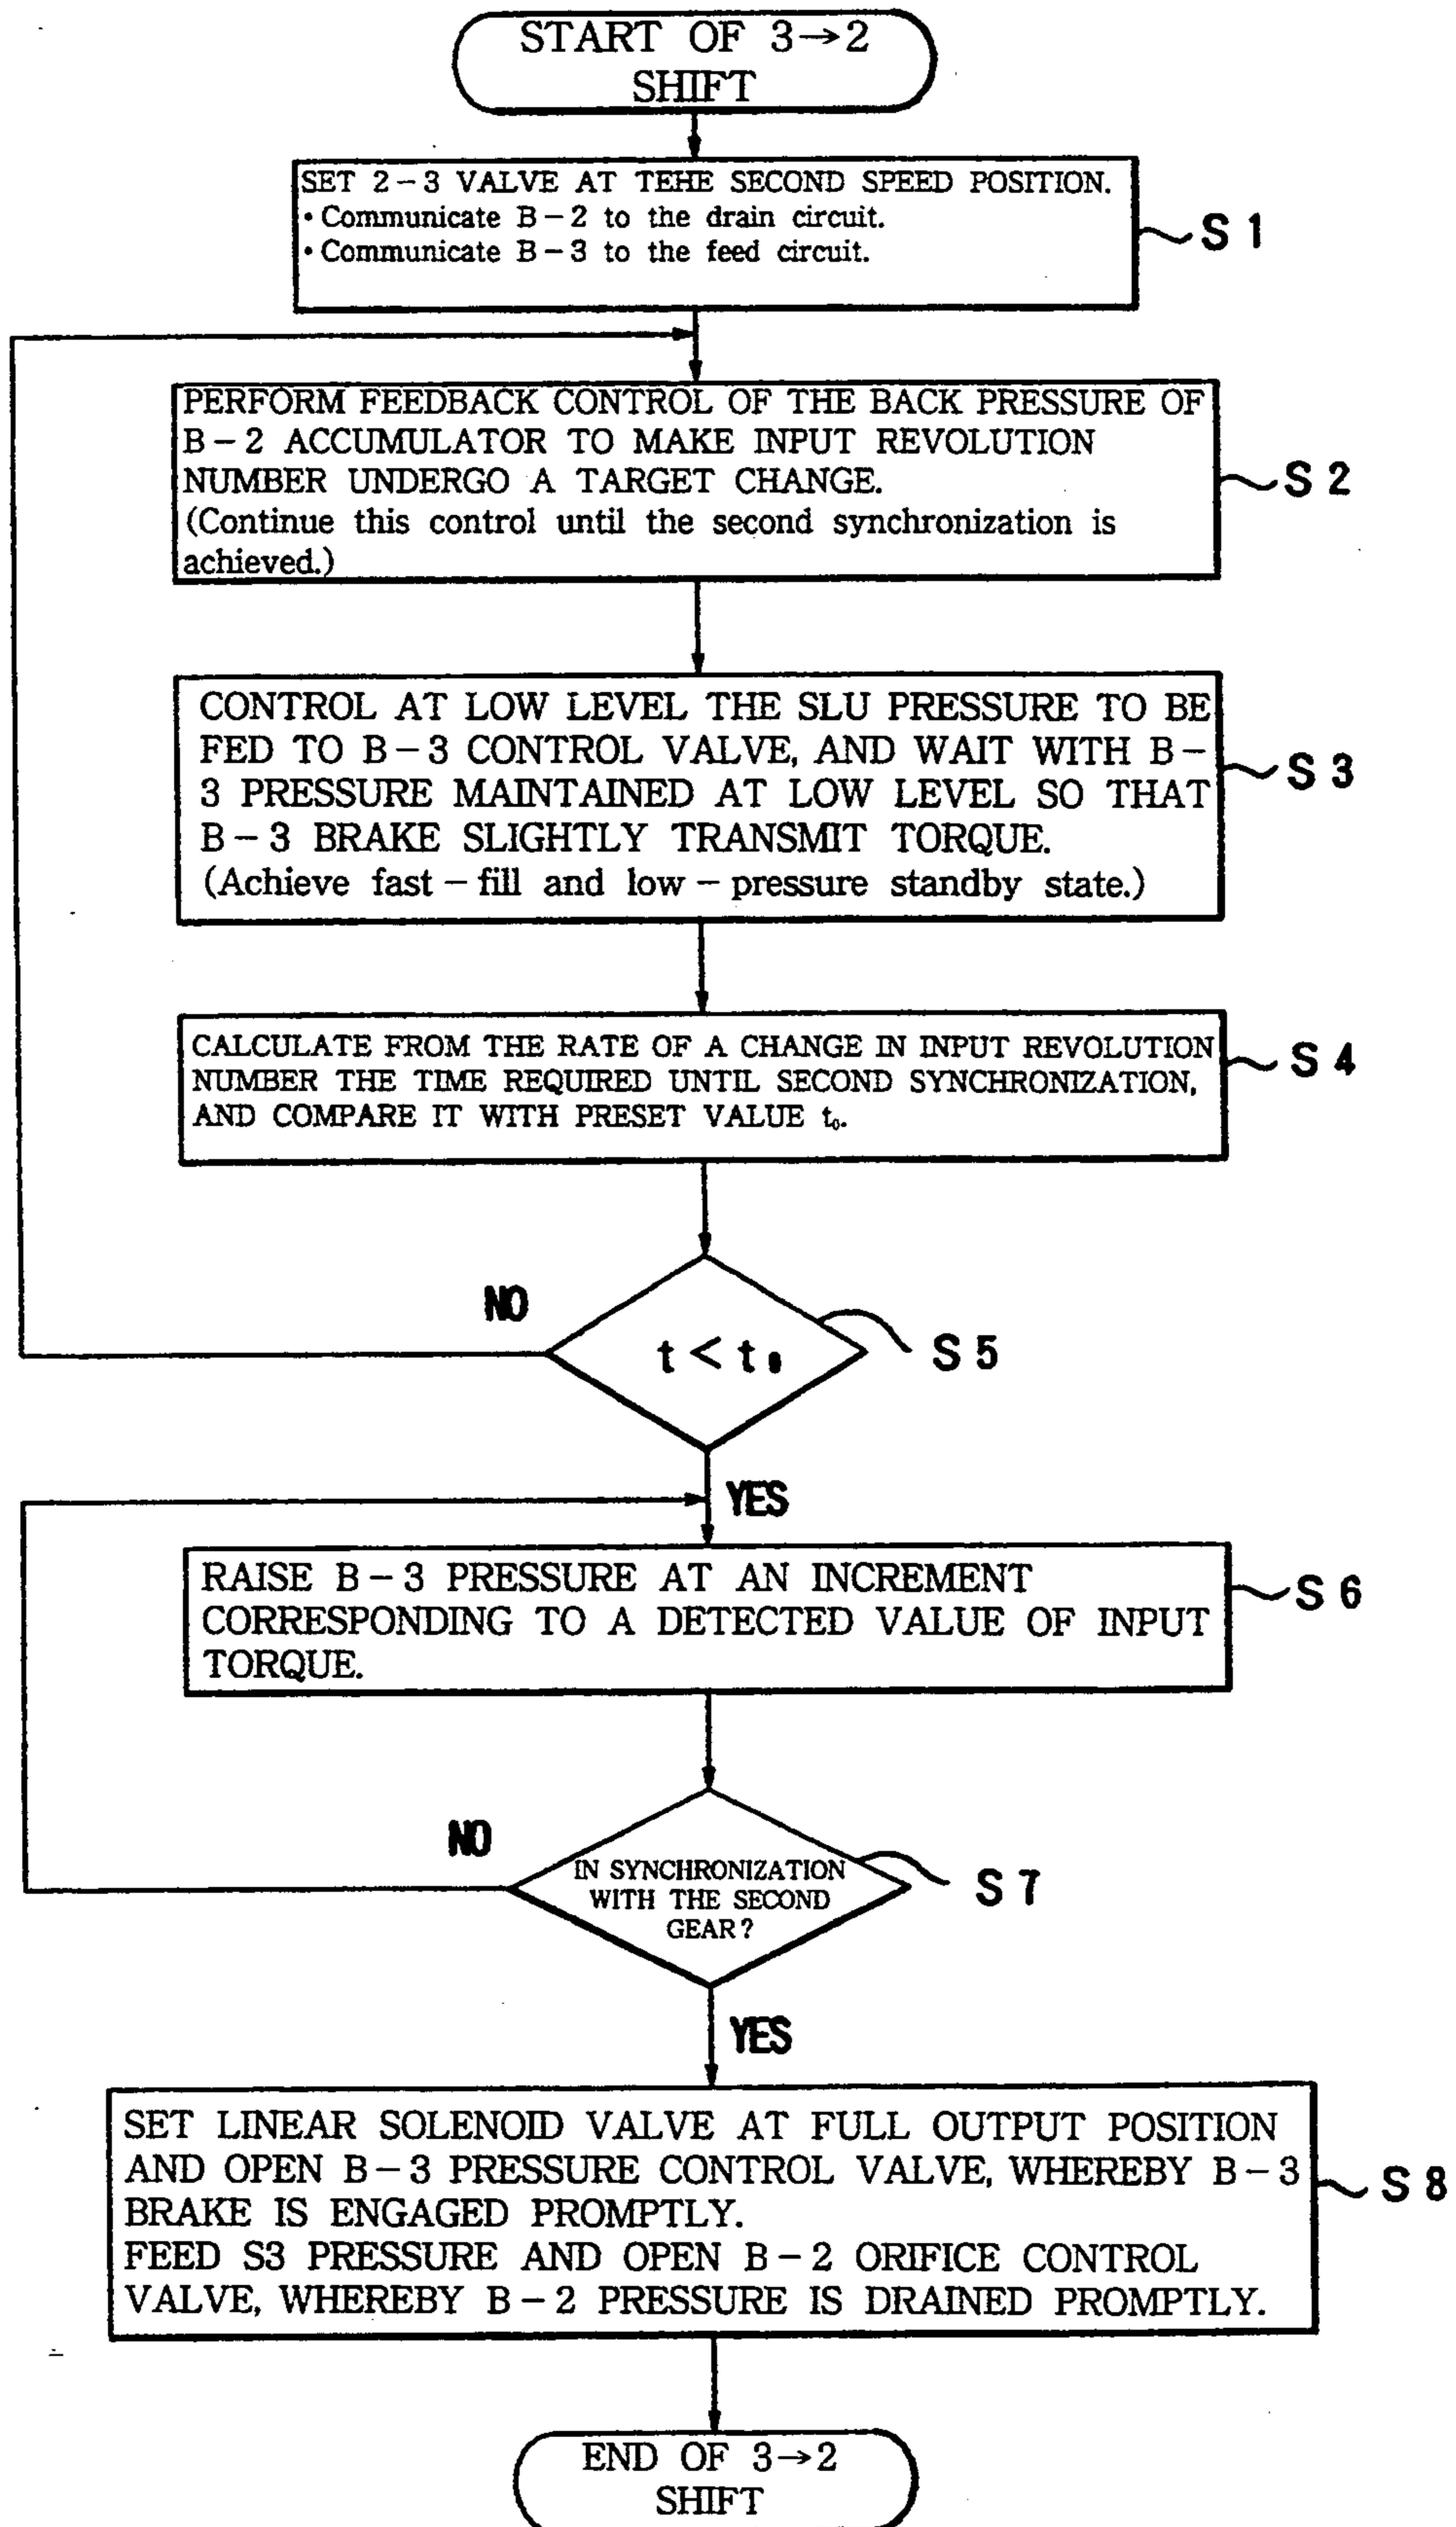 START OF 3→2
SHIFT
SET 2-3 VALVE AT TEHE SECOND SPEED POSITION.
• Communicate B-2 to the drain circuit.
• Communicate B-3 to the feed circuit.
S1
PERFORM FEEDBACK CONTROL OF THE BACK PRESSURE OF
B-2 ACCUMULATOR TO MAKE INPUT REVOLUTION
NUMBER UNDERGO A TARGET CHANGE.
(Continue this control until the second synchronization is
achieved.)
S2
CONTROL AT LOW LEVEL THE SLU PRESSURE TO BE
FED TO B-3 CONTROL VALVE, AND WAIT WITH B-
3 PRESSURE MAINTAINED AT LOW LEVEL SO THAT
B-3 BRAKE SLIGHTLY TRANSMIT TORQUE.
(Achieve fast-fill and low-pressure standby state.)
S3
CALCULATE FROM THE RATE OF A CHANGE IN INPUT REVOLUTION
NUMBER THE TIME REQUIRED UNTIL SECOND SYNCHRONIZATION,
AND COMPARE IT WITH PRESET VALUE t₀.
S4
NO
t < t₀
S5
YES
RAISE B-3 PRESSURE AT AN INCREMENT
CORRESPONDING TO A DETECTED VALUE OF INPUT
TORQUE.
S6
NO
IN SYNCHRONIZATION
WITH THE SECOND
GEAR?
S7
YES
SET LINEAR SOLENOID VALVE AT FULL OUTPUT POSITION
AND OPEN B-3 PRESSURE CONTROL VALVE, WHEREBY B-3
BRAKE IS ENGAGED PROMPTLY.
FEED S3 PRESSURE AND OPEN B-2 ORIFICE CONTROL
VALVE, WHEREBY B-2 PRESSURE IS DRAINED PROMPTLY.
S8
END OF 3→2
SHIFT